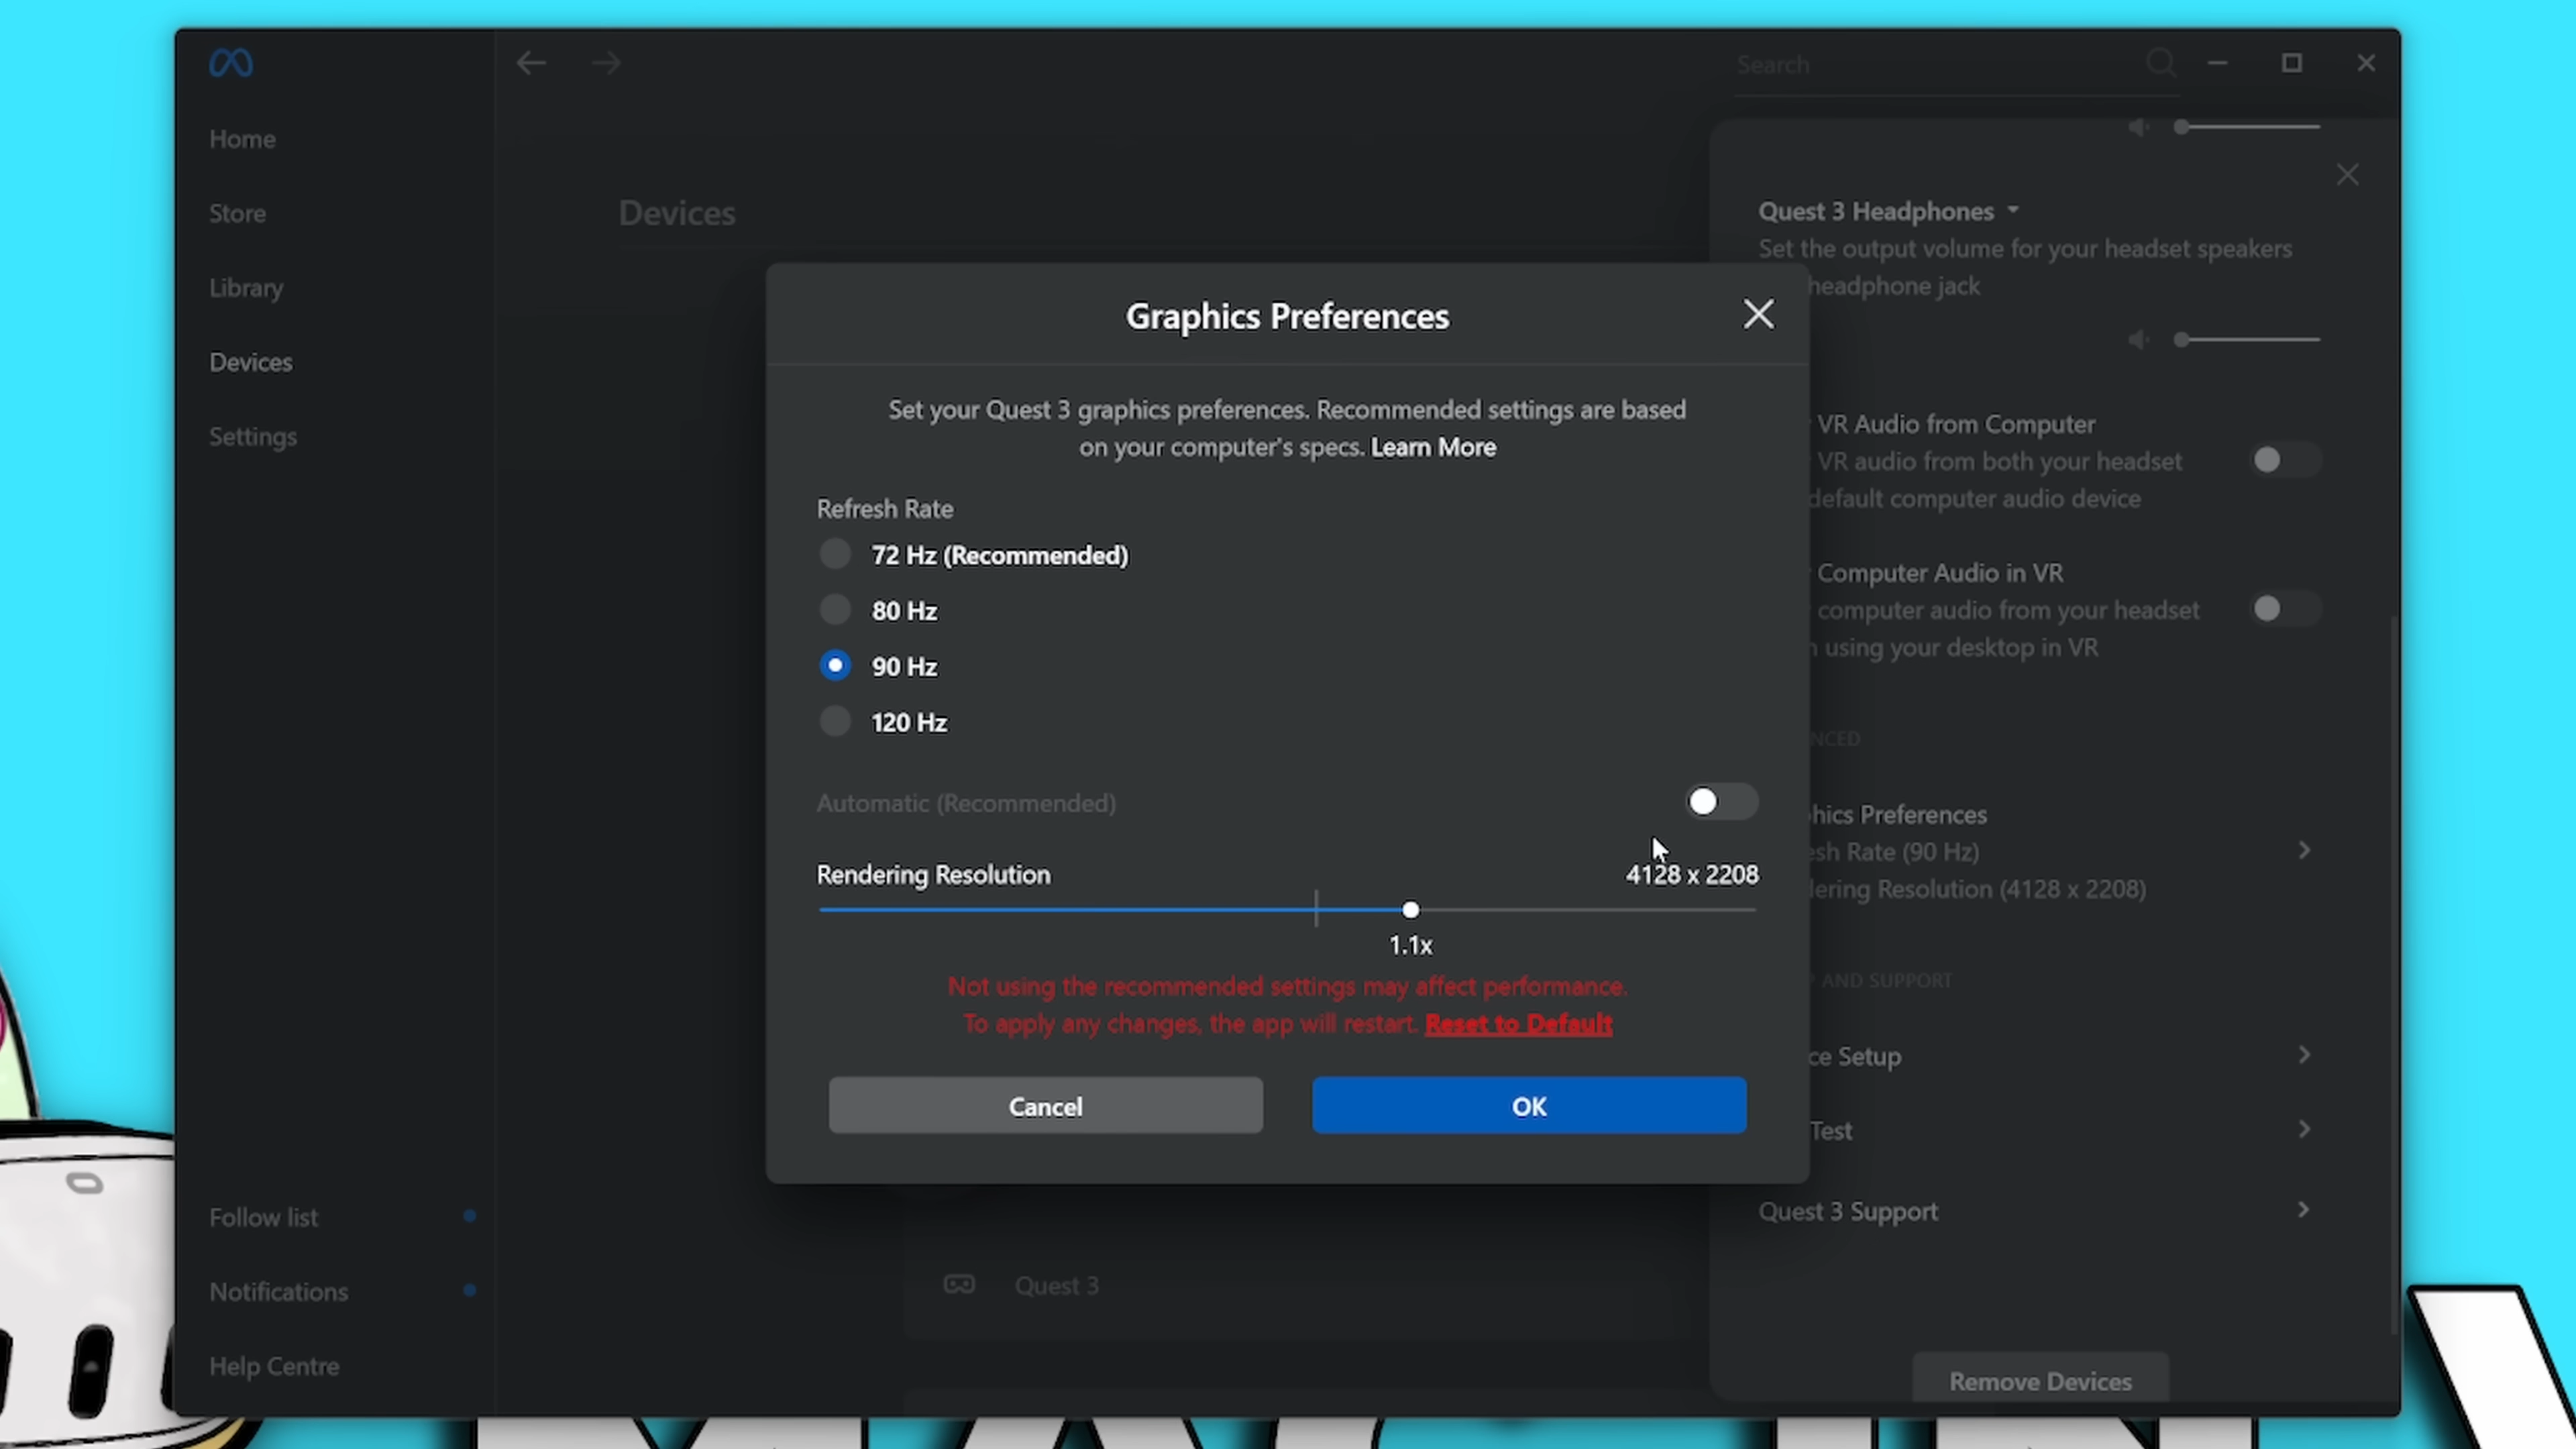 Search
Home
Store
Library
Devices
Settings
Follow list
Notifications
Help Centre
Devices
Quest 3
Graphics Preferences
Set your Quest 3 graphics preferences. Recommended settings are based
on your computer's specs. Learn More
Refresh Rate
72 Hz (Recommended)
80 Hz
90 Hz
120 Hz
Automatic (Recommended)
Rendering Resolution
4128 x 2208
1.1x
Not using the recommended settings may affect performance.
To apply any changes, the app will restart. Reset to Default
Cancel
OK
Quest 3 Headphones
Set the output volume for your headset speakers
headphone jack
VR Audio from Computer
VR audio from both your headset
default computer audio device
Computer Audio in VR
computer audio from your headset
using your desktop in VR
Preferences
Rate (90 Hz)
Resolution (4128 x 2208)
AND SUPPORT
Setup
Test
Quest 3 Support
Remove Devices